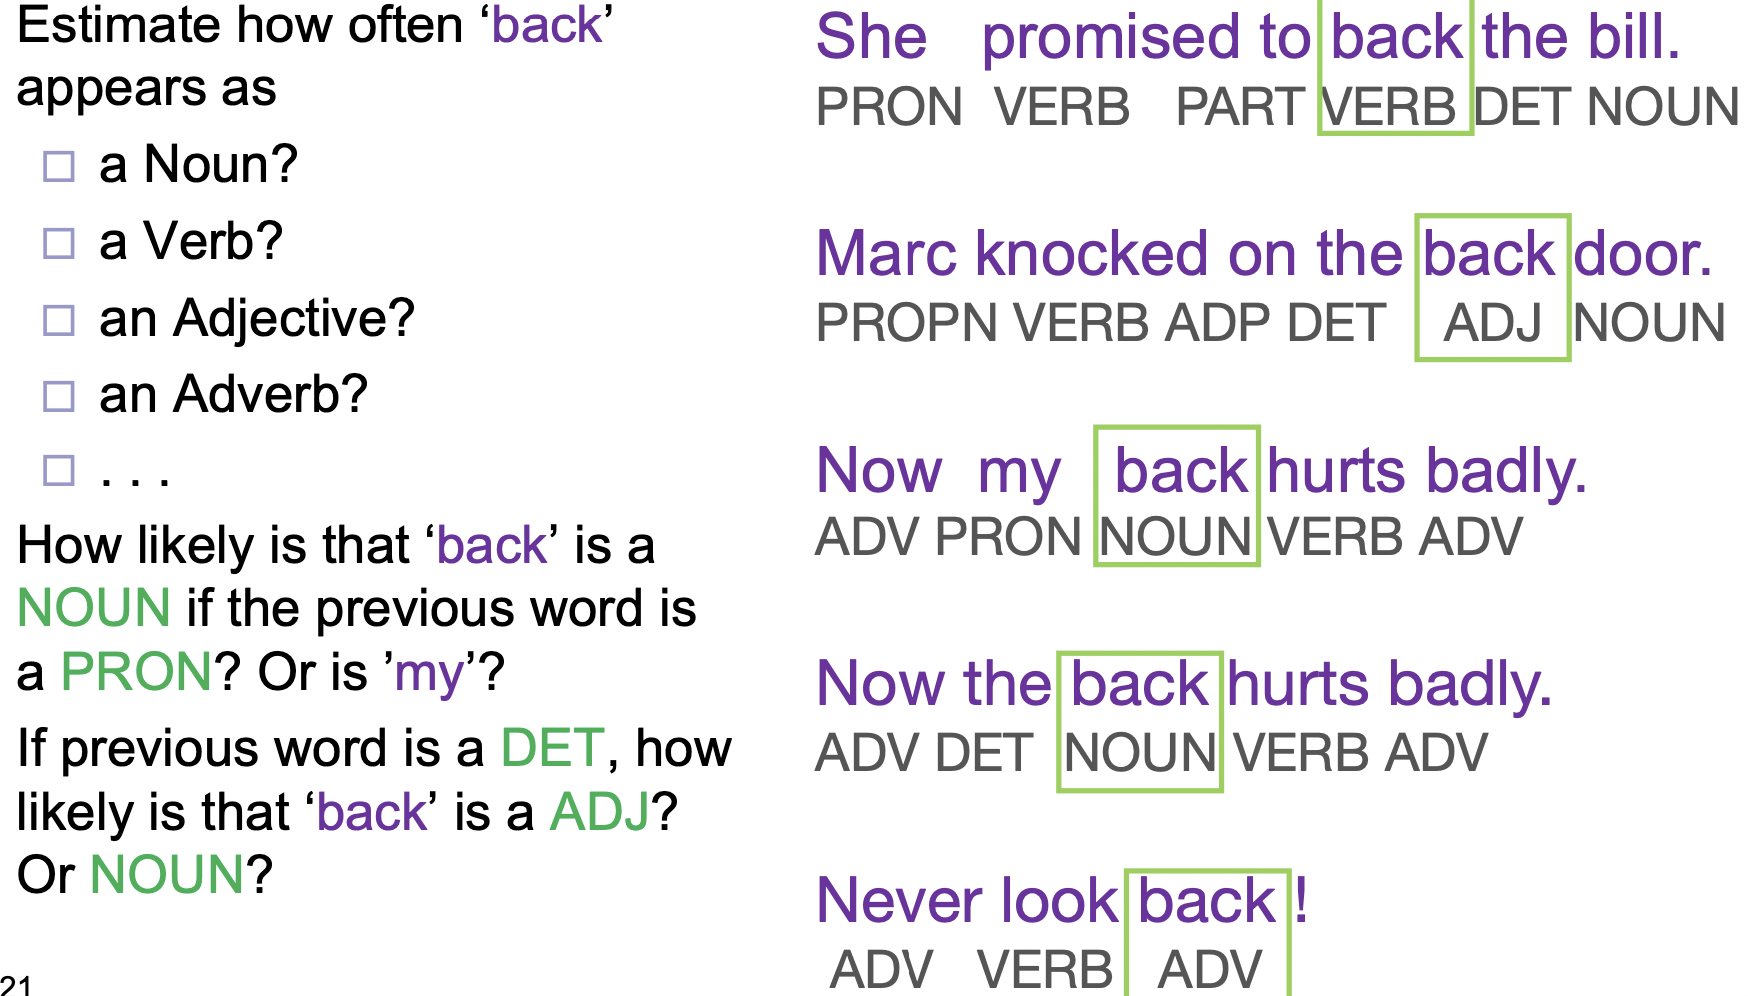 Estimate how often ‘back’
appears as
a Noun?
a Verb?
an Adjective?
an Adverb?
. . .
How likely is that ‘back’ is a
NOUN if the previous word is
a PRON? Or is ’my’?
If previous word is a DET, how
likely is that ‘back’ is a ADJ?
Or NOUN?
21
She promised to back the bill.
PRON VERB PART VERB DET NOUN
Marc knocked on the back door.
PROPN VERB ADP DET ADJ NOUN
Now my back hurts badly.
ADV PRON NOUN VERB ADV
Now the back hurts badly.
ADV DET NOUN VERB ADV
Never look back !
ADV VERB ADV